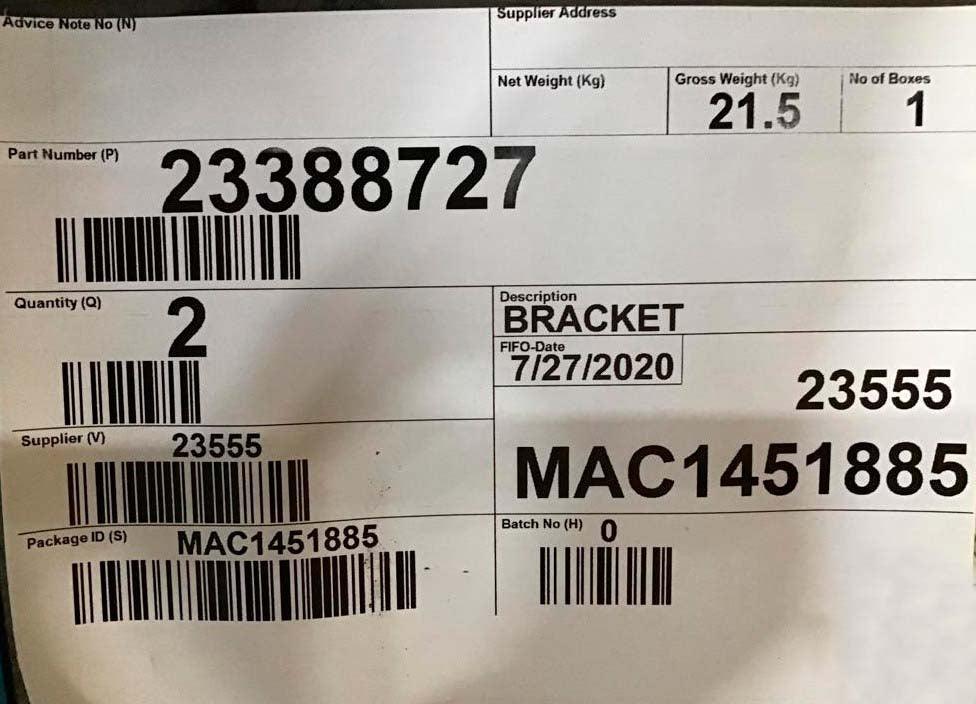 Advice Note No (N)
Supplier Address
Net Weight (Kg)
Gross Weight (Kg)
21.5
No of Boxes
1
Part Number (P)
23388727
Quantity (Q)
2
Description
BRACKET
FIFO-Date
7/27/2020
23555
Supplier (V)
23555
MAC1451885
Package ID (S)
MAC1451885
Batch No (H)
0